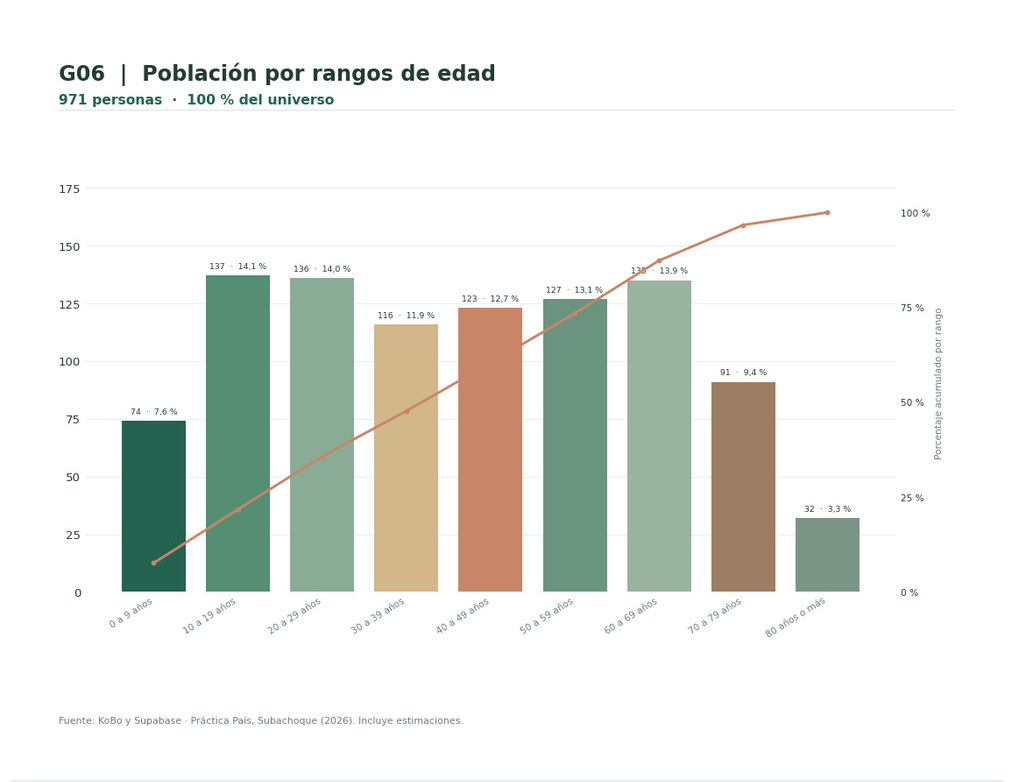 G06 | Población por rangos de edad
971 personas · 100 % del universo
175
150
125
100
75
50
25
0
100 %
75 %
50 %
25 %
0 %
Porcentaje acumulado por rango
74 · 7,6 %
137 · 14,1 %
136 · 14,0 %
116 · 11,9 %
123 · 12,7 %
127 · 13,1 %
135 · 13,9 %
91 · 9,4 %
32 · 3,3 %
0 a 9 años
10 a 19 años
20 a 29 años
30 a 39 años
40 a 49 años
50 a 59 años
60 a 69 años
70 a 79 años
80 años o más
Fuente: KoBo y Supabase · Práctica País, Subachoque (2026). Incluye estimaciones.